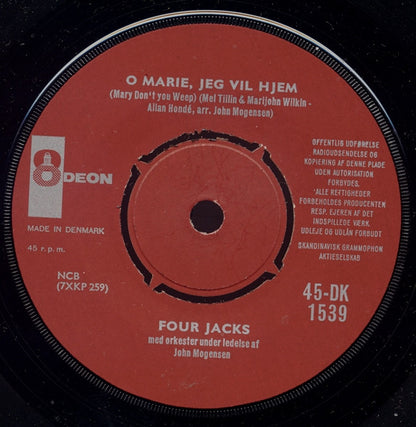 O MARIE, JEG VIL HJEM
(Mary Don't you Weep) (Mel Tillin & Marijohn Wilkin -
Allan Hondé, arr. John Mogensen)
8
ODEON
MADE IN DENMARK
45 r.p.m.
NCB
(7XKP 259)
OFFENTLIG UDFØRELSE
RADIOUDSENDELSE OG
KOPIERING AF DENNE PLADE
UDEN AUTORISATION
FORBYDES.
ALLE RETTIGHEDER
FORBEHOLDES PRODUCENTEN
RESP. EJEREN AF DET
INDSPILLEDE VÆRK.
UDLEJE OG UDLÅN FORBUDT
SKANDINAVISK GRAMMOPHON
AKTIESELSKAB
45-DK
1539
FOUR JACKS
med orkester under ledelse af
John Mogensen